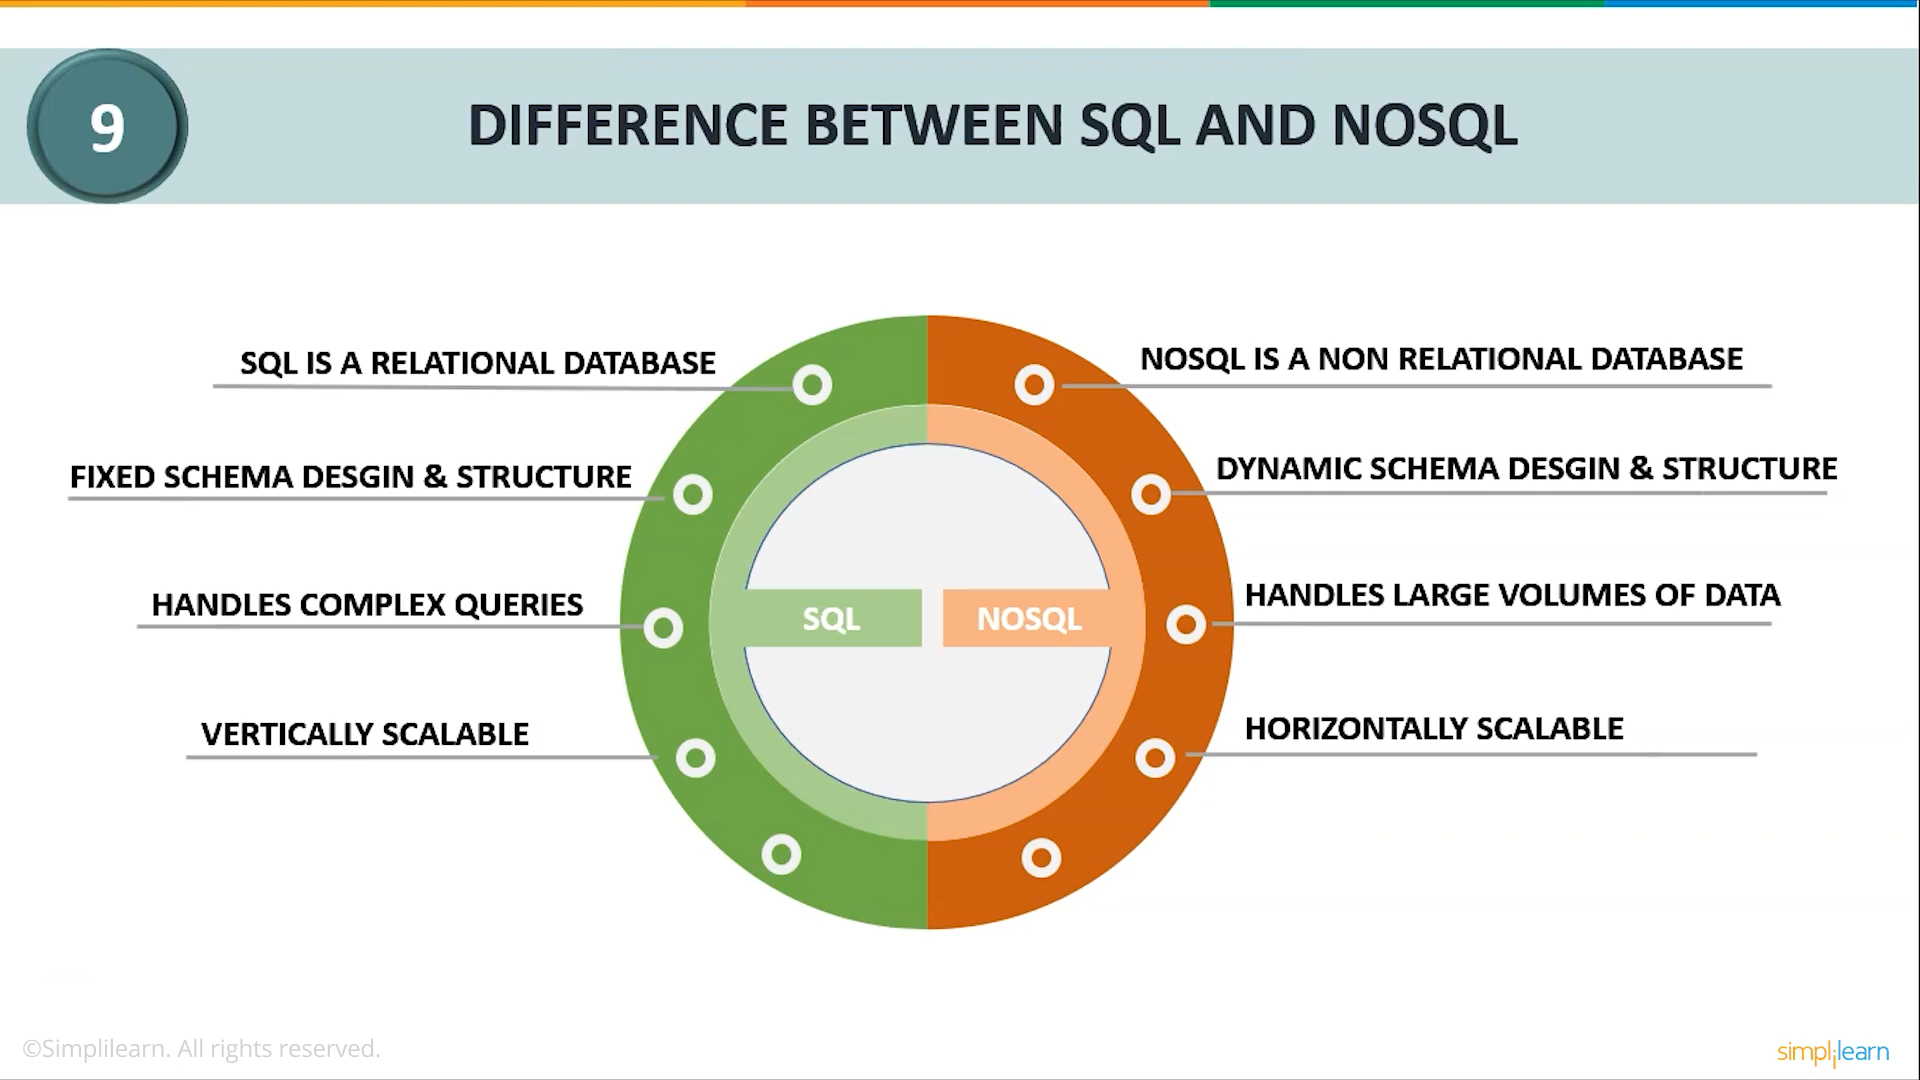 9
DIFFERENCE BETWEEN SQL AND NOSQL
SQL IS A RELATIONAL DATABASE
FIXED SCHEMA DESGIN & STRUCTURE
HANDLES COMPLEX QUERIES
VERTICALLY SCALABLE
SQL
NOSQL
NOSQL IS A NON RELATIONAL DATABASE
DYNAMIC SCHEMA DESGIN & STRUCTURE
HANDLES LARGE VOLUMES OF DATA
HORIZONTALLY SCALABLE
©Simplilearn. All rights reserved.
simplilearn